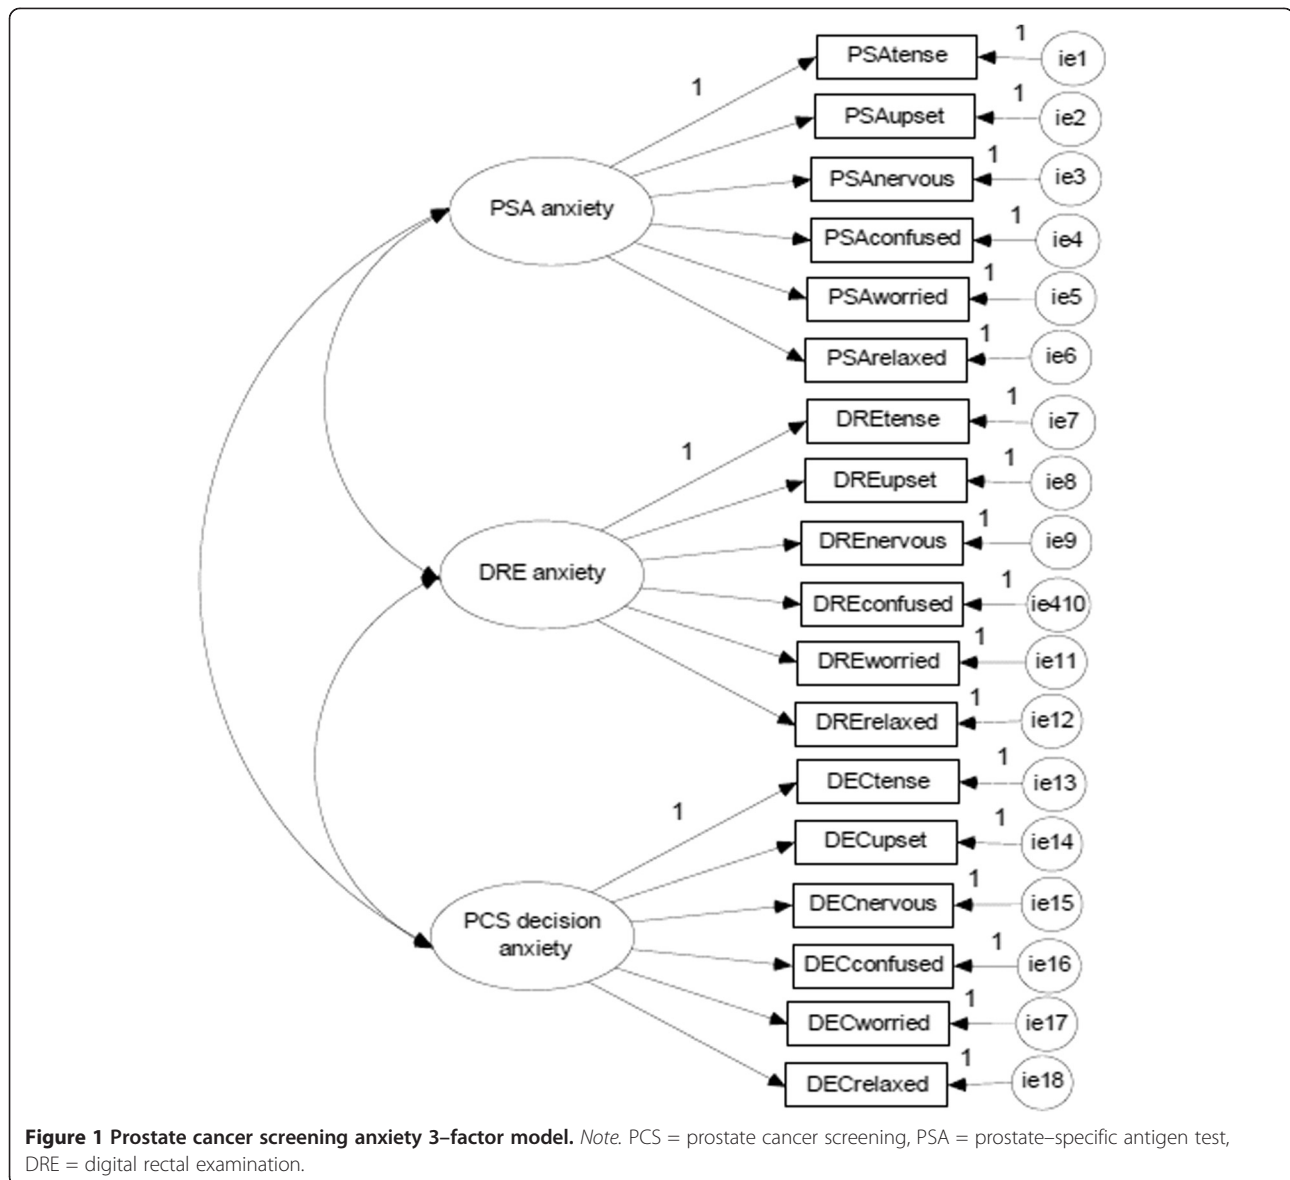 1
PSAtense
ie1
1
1
PSAupset
ie2
1
PSAnervous
ie3
PSA anxiety
1
PSAconfused
ie4
1
PSAworried
ie5
1
PSArelaxed
ie6
1
DREtense
ie7
1
1
DREupset
ie8
1
DREnervous
ie9
DRE anxiety
1
DREconfused
ie410
1
DREworried
ie11
1
DRErelaxed
ie12
1
DECtense
ie13
1
1
DECupset
ie14
1
DECnervous
ie15
PCS decision
anxiety
1
DECconfused
ie16
1
DECworried
ie17
1
DECrelaxed
ie18
Figure 1 Prostate cancer screening anxiety 3–factor model. Note. PCS = prostate cancer screening, PSA = prostate–specific antigen test,
DRE = digital rectal examination.